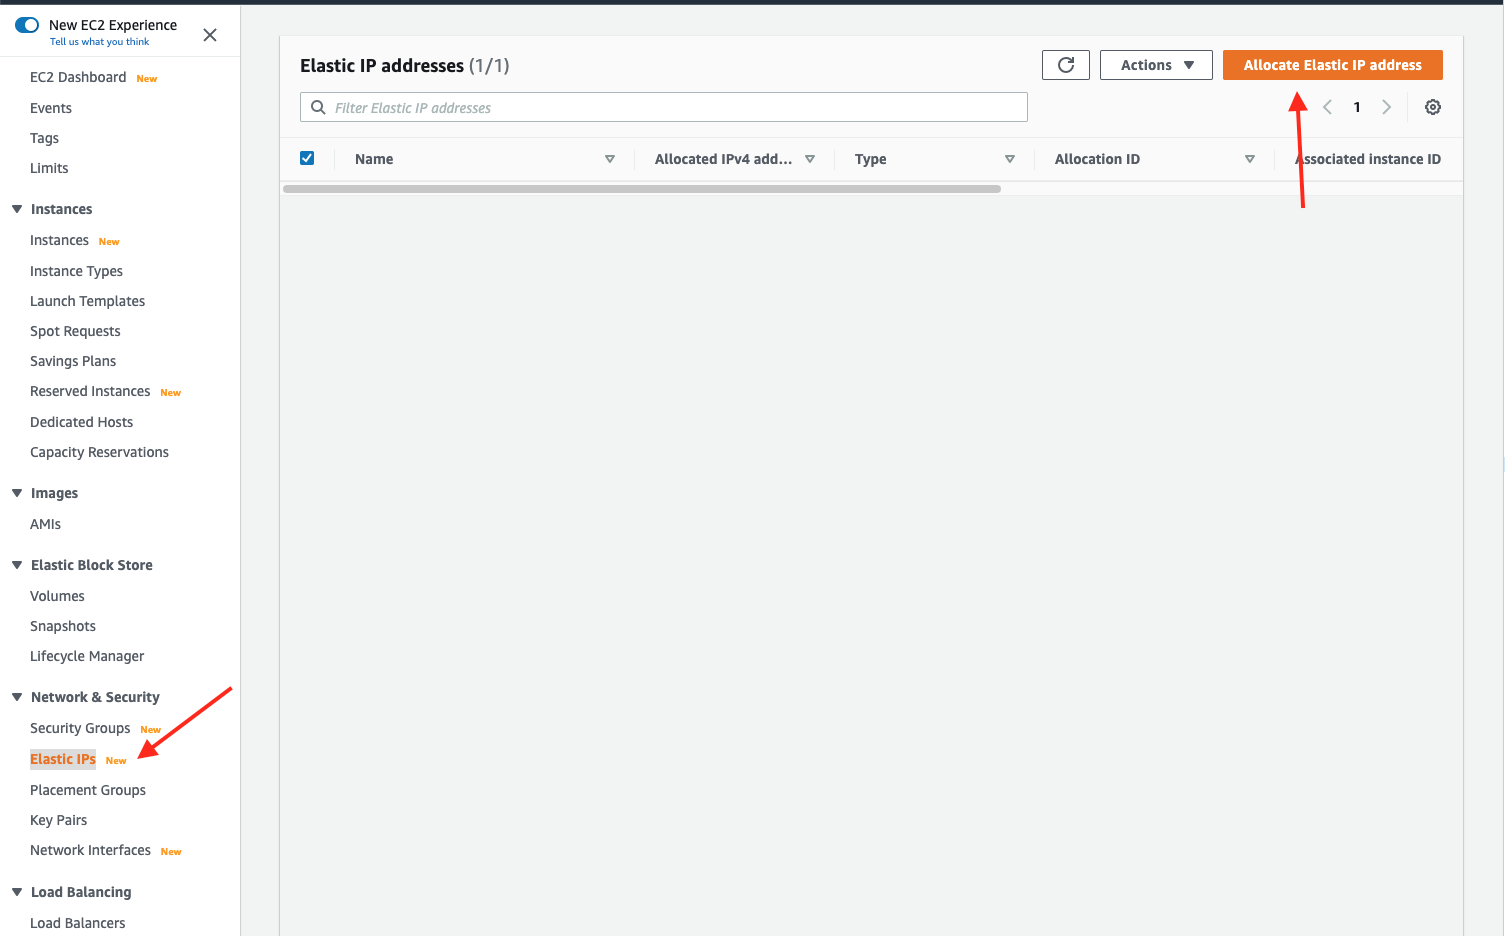 New EC2 Experience
Tell us what you think
EC2 Dashboard New
Events
Tags
Limits
Instances
Instances New
Instance Types
Launch Templates
Spot Requests
Savings Plans
Reserved Instances New
Dedicated Hosts
Capacity Reservations
Images
AMIs
Elastic Block Store
Volumes
Snapshots
Lifecycle Manager
Network & Security
Security Groups New
Elastic IPs New
Placement Groups
Key Pairs
Network Interfaces New
Load Balancing
Load Balancers
Elastic IP addresses (1/1)
Actions
Allocate Elastic IP address
Filter Elastic IP addresses
1
Name Allocated IPv4 add... Type Allocation ID Associated instance ID